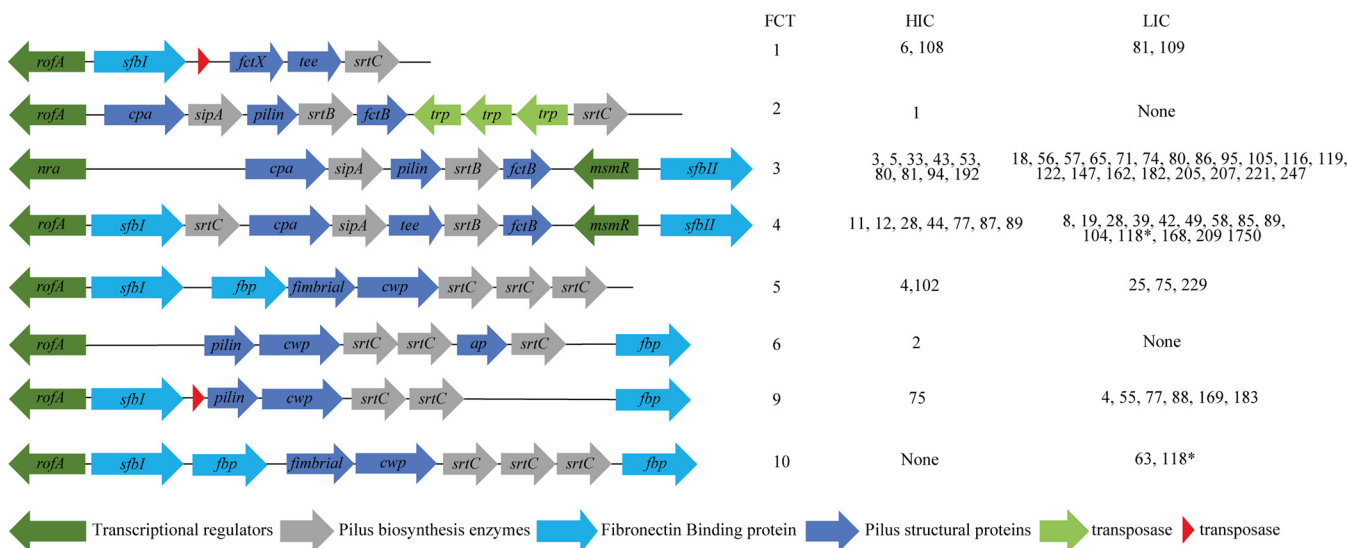 FCT HIC LIC
rofA sfbI fctX tee srtC 1 6, 108 81, 109
rofA cpa sipA pilin srtB fctB trp trp trp srtC 2 1 None
nra cpa sipA pilin srtB fctB msmR sfbII 3 3, 5, 33, 43, 53, 18, 56, 57, 65, 71, 74, 80, 86, 95, 105, 116, 119,
80, 81, 94, 192 122, 147, 162, 182, 205, 207, 221, 247
rofA sfbI srtC cpa sipA tee srtB fctB msmR sfbII 4 11, 12, 28, 44, 77, 87, 89 8, 19, 28, 39, 42, 49, 58, 85, 89,
104, 118*, 168, 209 1750
rofA sfbI fbp fimbrial cwp srtC srtC srtC 5 4,102 25, 75, 229
rofA pilin cwp srtC srtC ap srtC fbp 6 2 None
rofA sfbI pilin cwp srtC srtC fbp 9 75 4, 55, 77, 88, 169, 183
rofA sfbI fbp fimbrial cwp srtC srtC srtC fbp 10 None 63, 118*
Transcriptional regulators Pilus biosynthesis enzymes Fibronectin Binding protein Pilus structural proteins transposase transposase